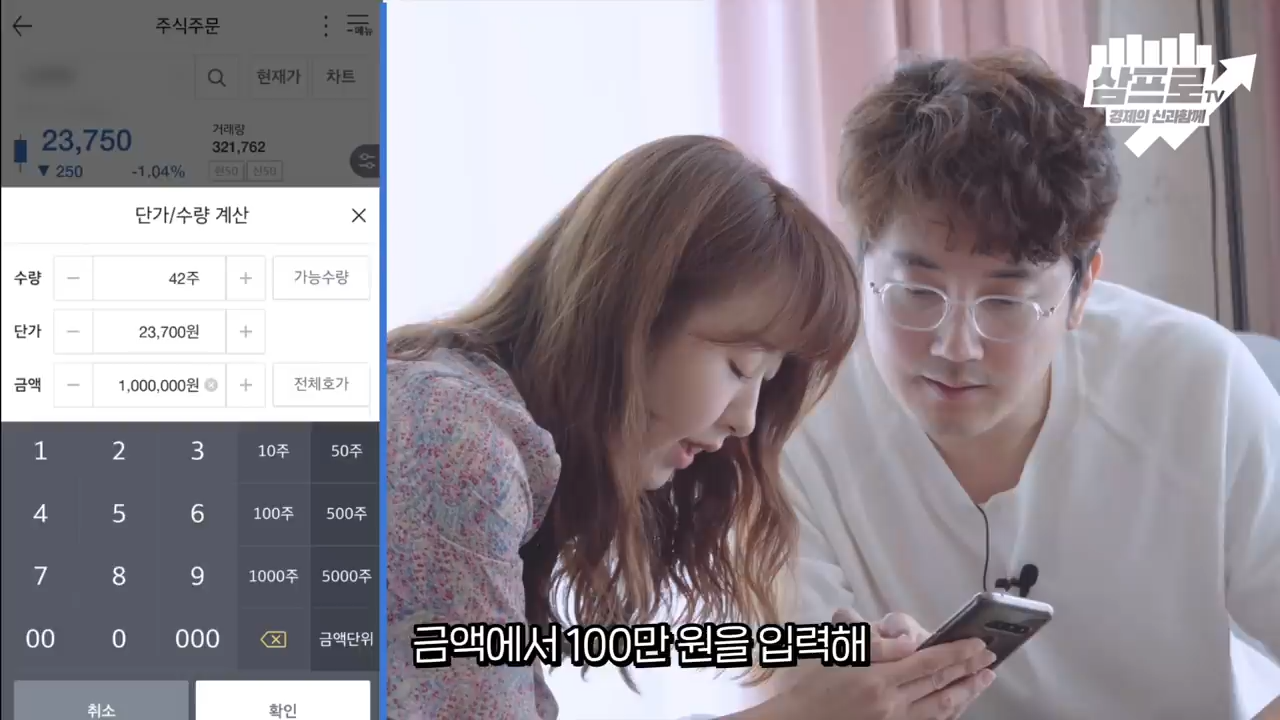 주식주문
메뉴
현재가
차트
23,750
▼ 250
-1.04%
거래량
321,762
현50
신50
단가/수량 계산
수량
42주
가능수량
단가
23,700원
금액
1,000,000원
전체호가
1 2 3 10주 50주
4 5 6 100주 500주
7 8 9 1000주 5000주
00 0 000 금액단위
취소
확인
삼프로TV
경제의 신과함께
금액에서 100만 원을 입력해